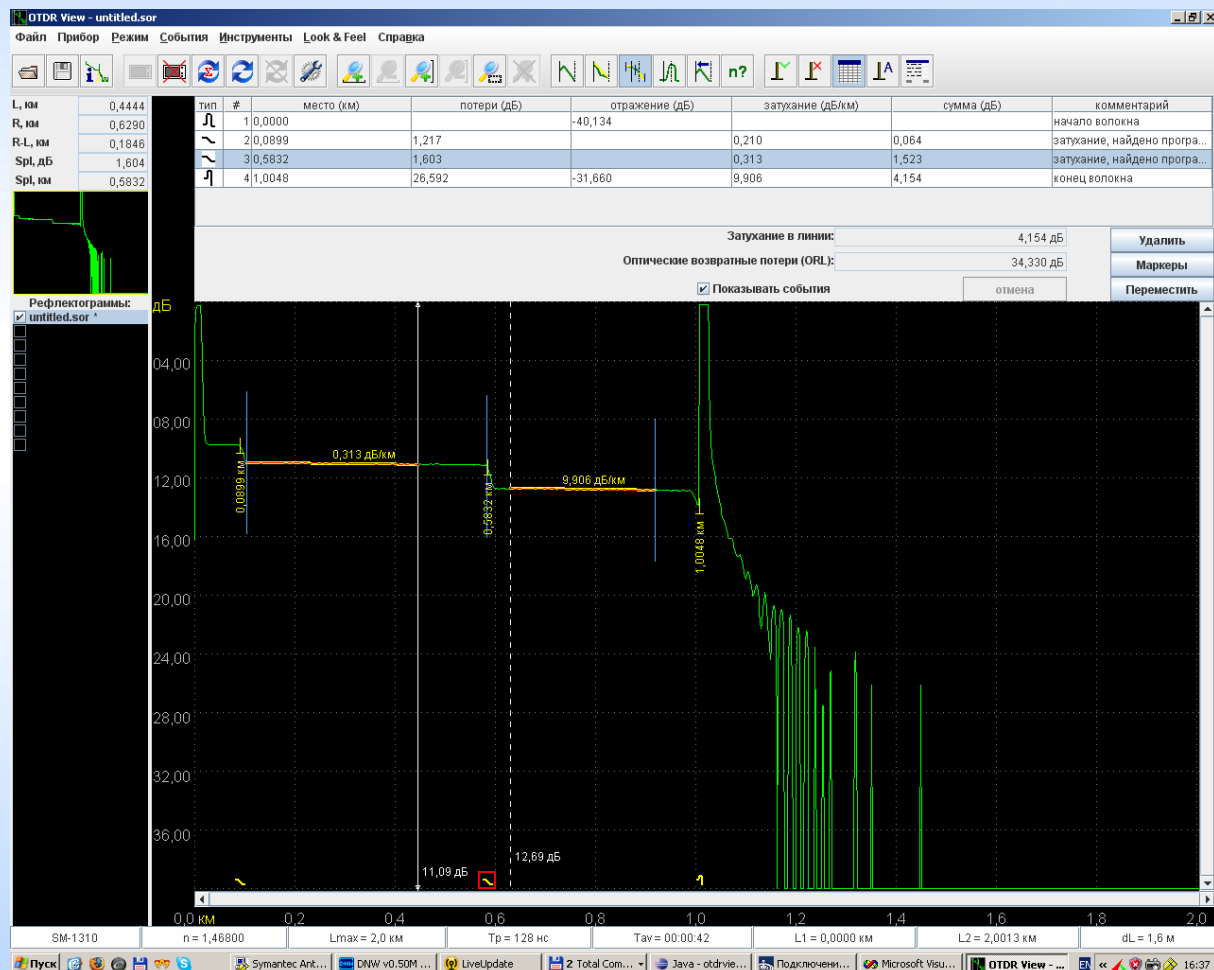 OTDR View - untitled.sor
Файл Прибор Режим События Инструменты Look & Feel Справка
n?
A
L, км 0,4444
R, км 0,6290
R-L, км 0,1846
Spl, дБ 1,604
Spl, км 0,5832
тип # место (км) потери (дБ) отражение (дБ) затухание (дБ/км) сумма (дБ) комментарий
1 0,0000 -40,134 начало волокна
2 0,0899 1,217 0,210 0,064 затухание, найдено програ...
3 0,5832 1,603 0,313 1,523 затухание, найдено програ...
4 1,0048 26,592 -31,660 9,906 4,154 конец волокна
Затухание в линии: 4,154 дБ Удалить
Оптические возвратные потери (ORL): 34,330 дБ Маркеры
Показывать события отмена Переместить
Рефлектограммы:
untitled.sor *
дБ
04,00
08,00
12,00
16,00
20,00
24,00
28,00
32,00
36,00
0,0899 км
0,313 дБ/км
0,5832 км
9,906 дБ/км
1,0048 км
11,09 дБ
12,69 дБ
0,0 км 0,2 0,4 0,6 0,8 1,0 1,2 1,4 1,6 1,8 2,0
SM-1310 n = 1,46800 Lmax = 2,0 км Tp = 128 нс Tav = 00:00:42 L1 = 0,0000 км L2 = 2,0013 км dL = 1,6 м
Пуск Symantec Ant... DNW v0.50M ... LiveUpdate 2 Total Com... Java - otdrvie... Подключени... Microsoft Visu... OTDR View - ... EN « 16:37